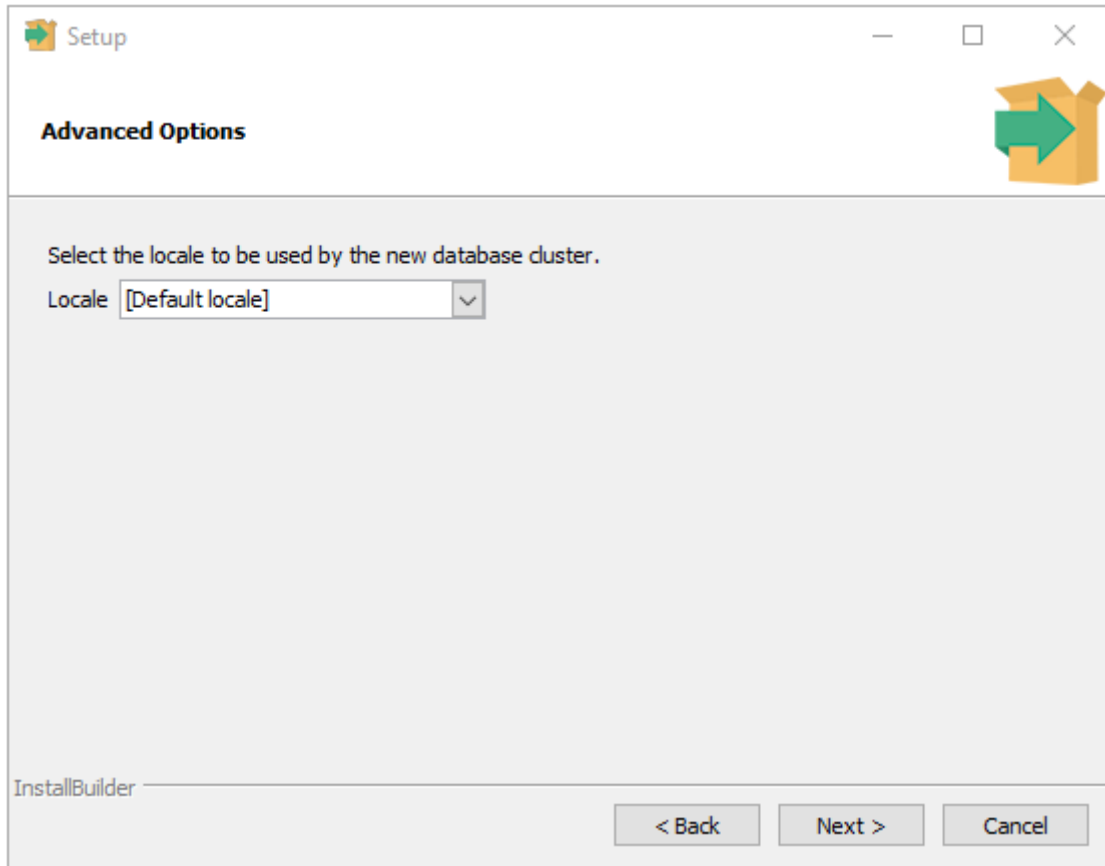 Setup
Advanced Options
Select the locale to be used by the new database cluster.
Locale [Default locale]
InstallBuilder
< Back Next > Cancel